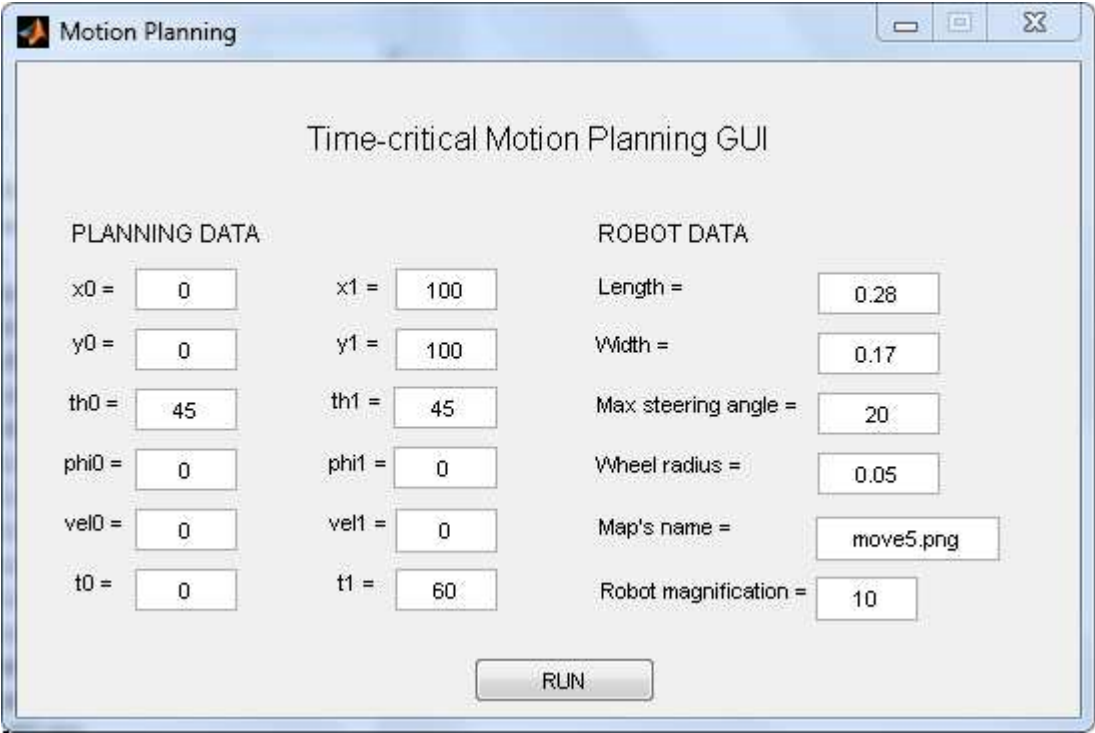 Motion Planning
Time-critical Motion Planning GUI
PLANNING DATA ROBOT DATA
x0 = 0 x1 = 100 Length = 0.28
y0 = 0 y1 = 100 Width = 0.17
th0 = 45 th1 = 45 Max steering angle = 20
phi0 = 0 phi1 = 0 Wheel radius = 0.05
vel0 = 0 vel1 = 0 Map's name = move5.png
t0 = 0 t1 = 60 Robot magnification = 10
RUN